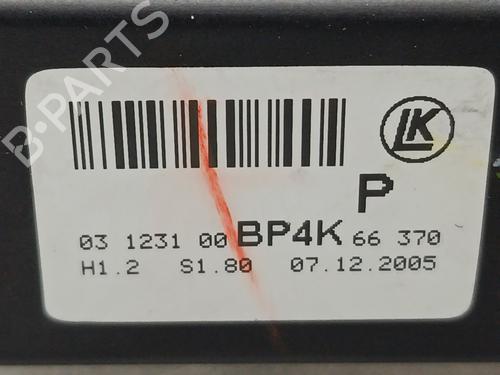 B-PARTS
LK
P
03 1231 00 BP4K 66 370
H1.2 S1.80 07.12.2005